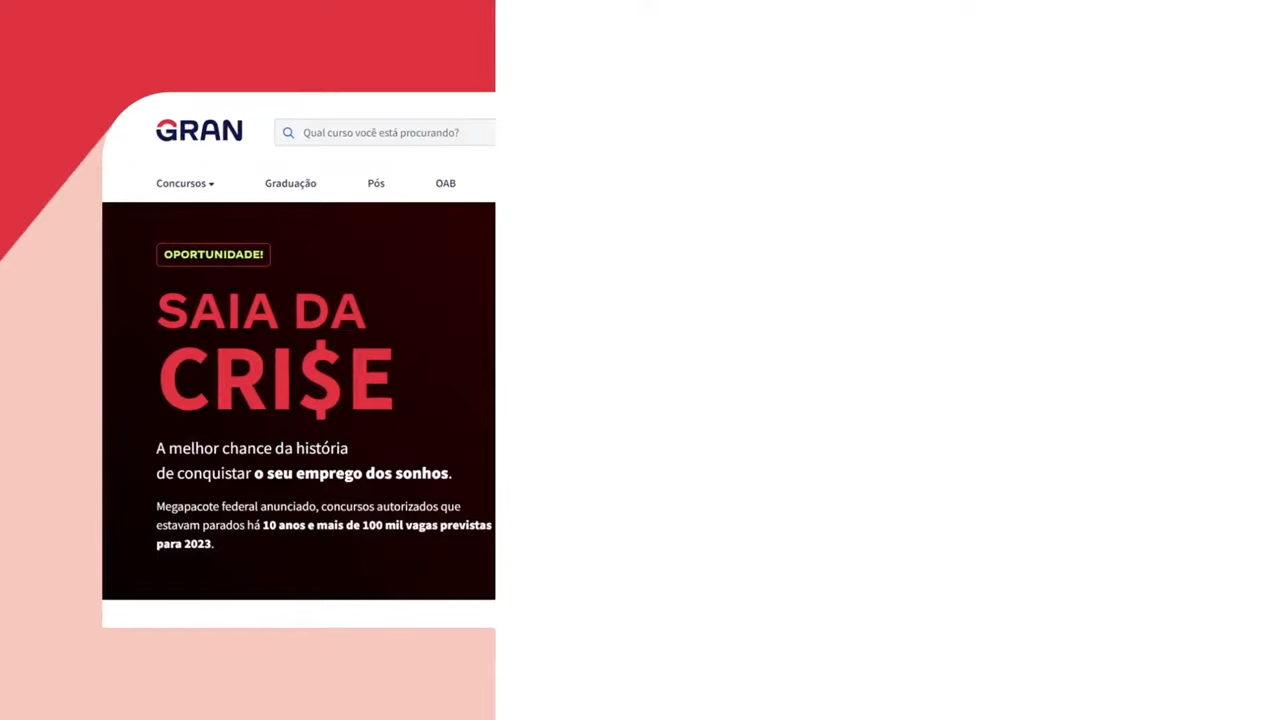 GRAN
Qual curso você está procurando?
Concursos Graduação Pós OAB
OPORTUNIDADE!
SAIA DA
CRI$E
A melhor chance da história
de conquistar o seu emprego dos sonhos.
Megapacote federal anunciado, concursos autorizados que
estavam parados há 10 anos e mais de 100 mil vagas previstas
para 2023.